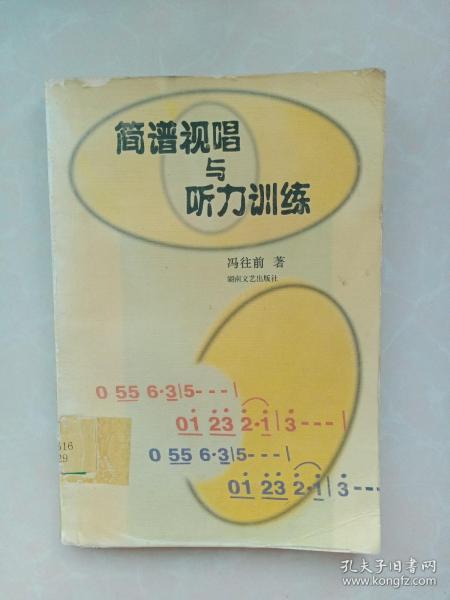 简谱视唱
与
听力训练
冯往前 著
湖南文艺出版社
0 55 6·3|5---|
01 23 2·1|3---|
0 55 6·3|5---|
01 23 2·1|3---
616
29
孔夫子旧书网
www.kongfz.com